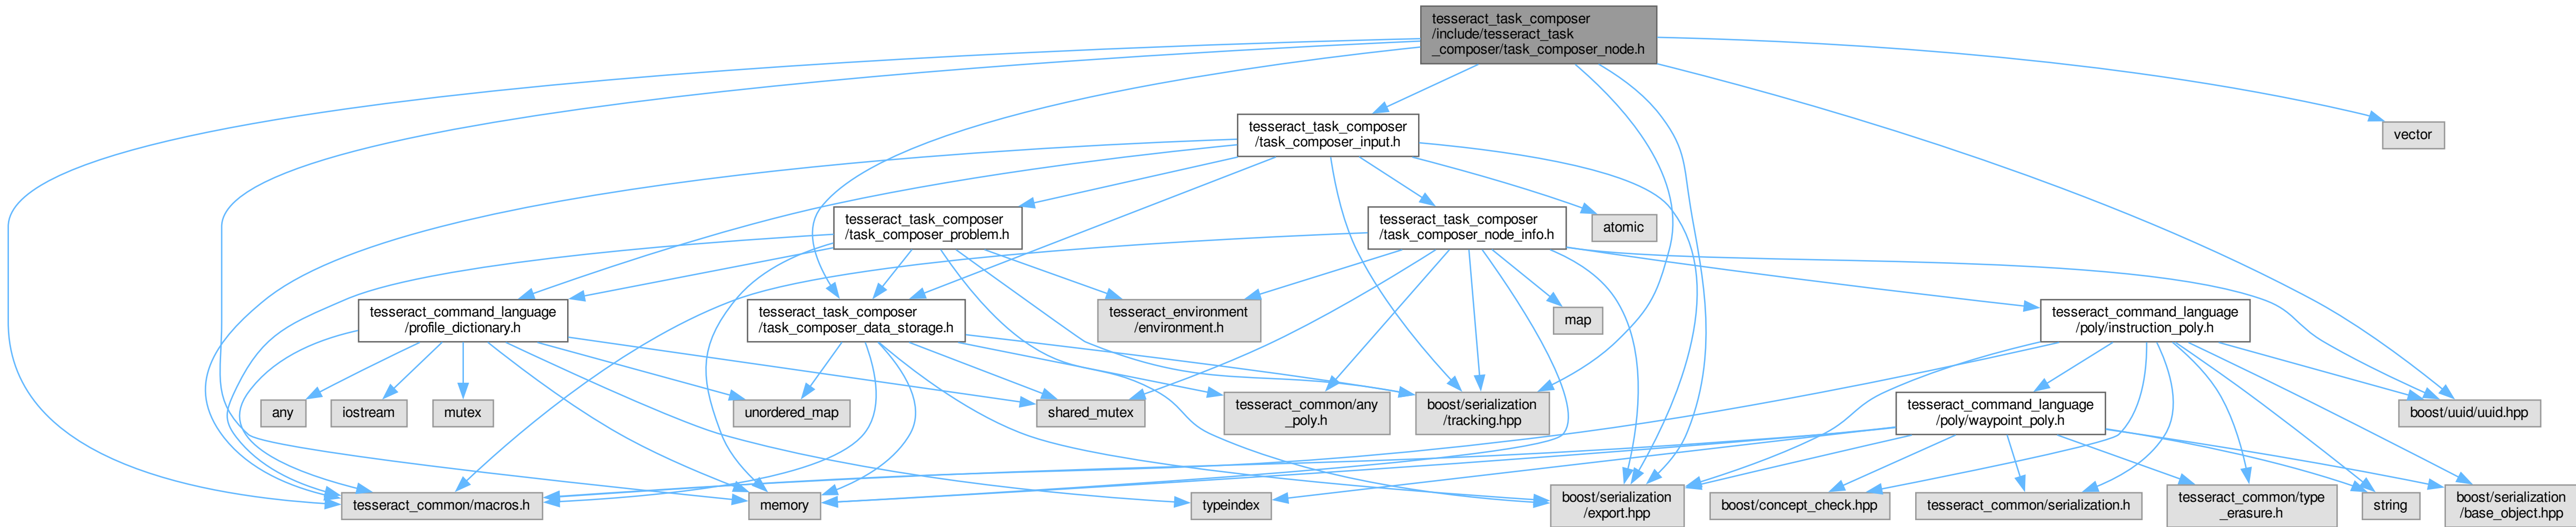 tesseract_task_composer
/include/tesseract_task
_composer/task_composer_node.h
tesseract_task_composer
/task_composer_input.h
vector
tesseract_task_composer
/task_composer_problem.h
tesseract_task_composer
/task_composer_node_info.h
atomic
tesseract_command_language
/profile_dictionary.h
tesseract_task_composer
/task_composer_data_storage.h
tesseract_environment
/environment.h
map
tesseract_command_language
/poly/instruction_poly.h
any
iostream
mutex
unordered_map
shared_mutex
tesseract_common/any
_poly.h
boost/serialization
/tracking.hpp
tesseract_command_language
/poly/waypoint_poly.h
boost/uuid/uuid.hpp
tesseract_common/macros.h
memory
typeindex
boost/serialization
/export.hpp
boost/concept_check.hpp
tesseract_common/serialization.h
tesseract_common/type
_erasure.h
string
boost/serialization
/base_object.hpp